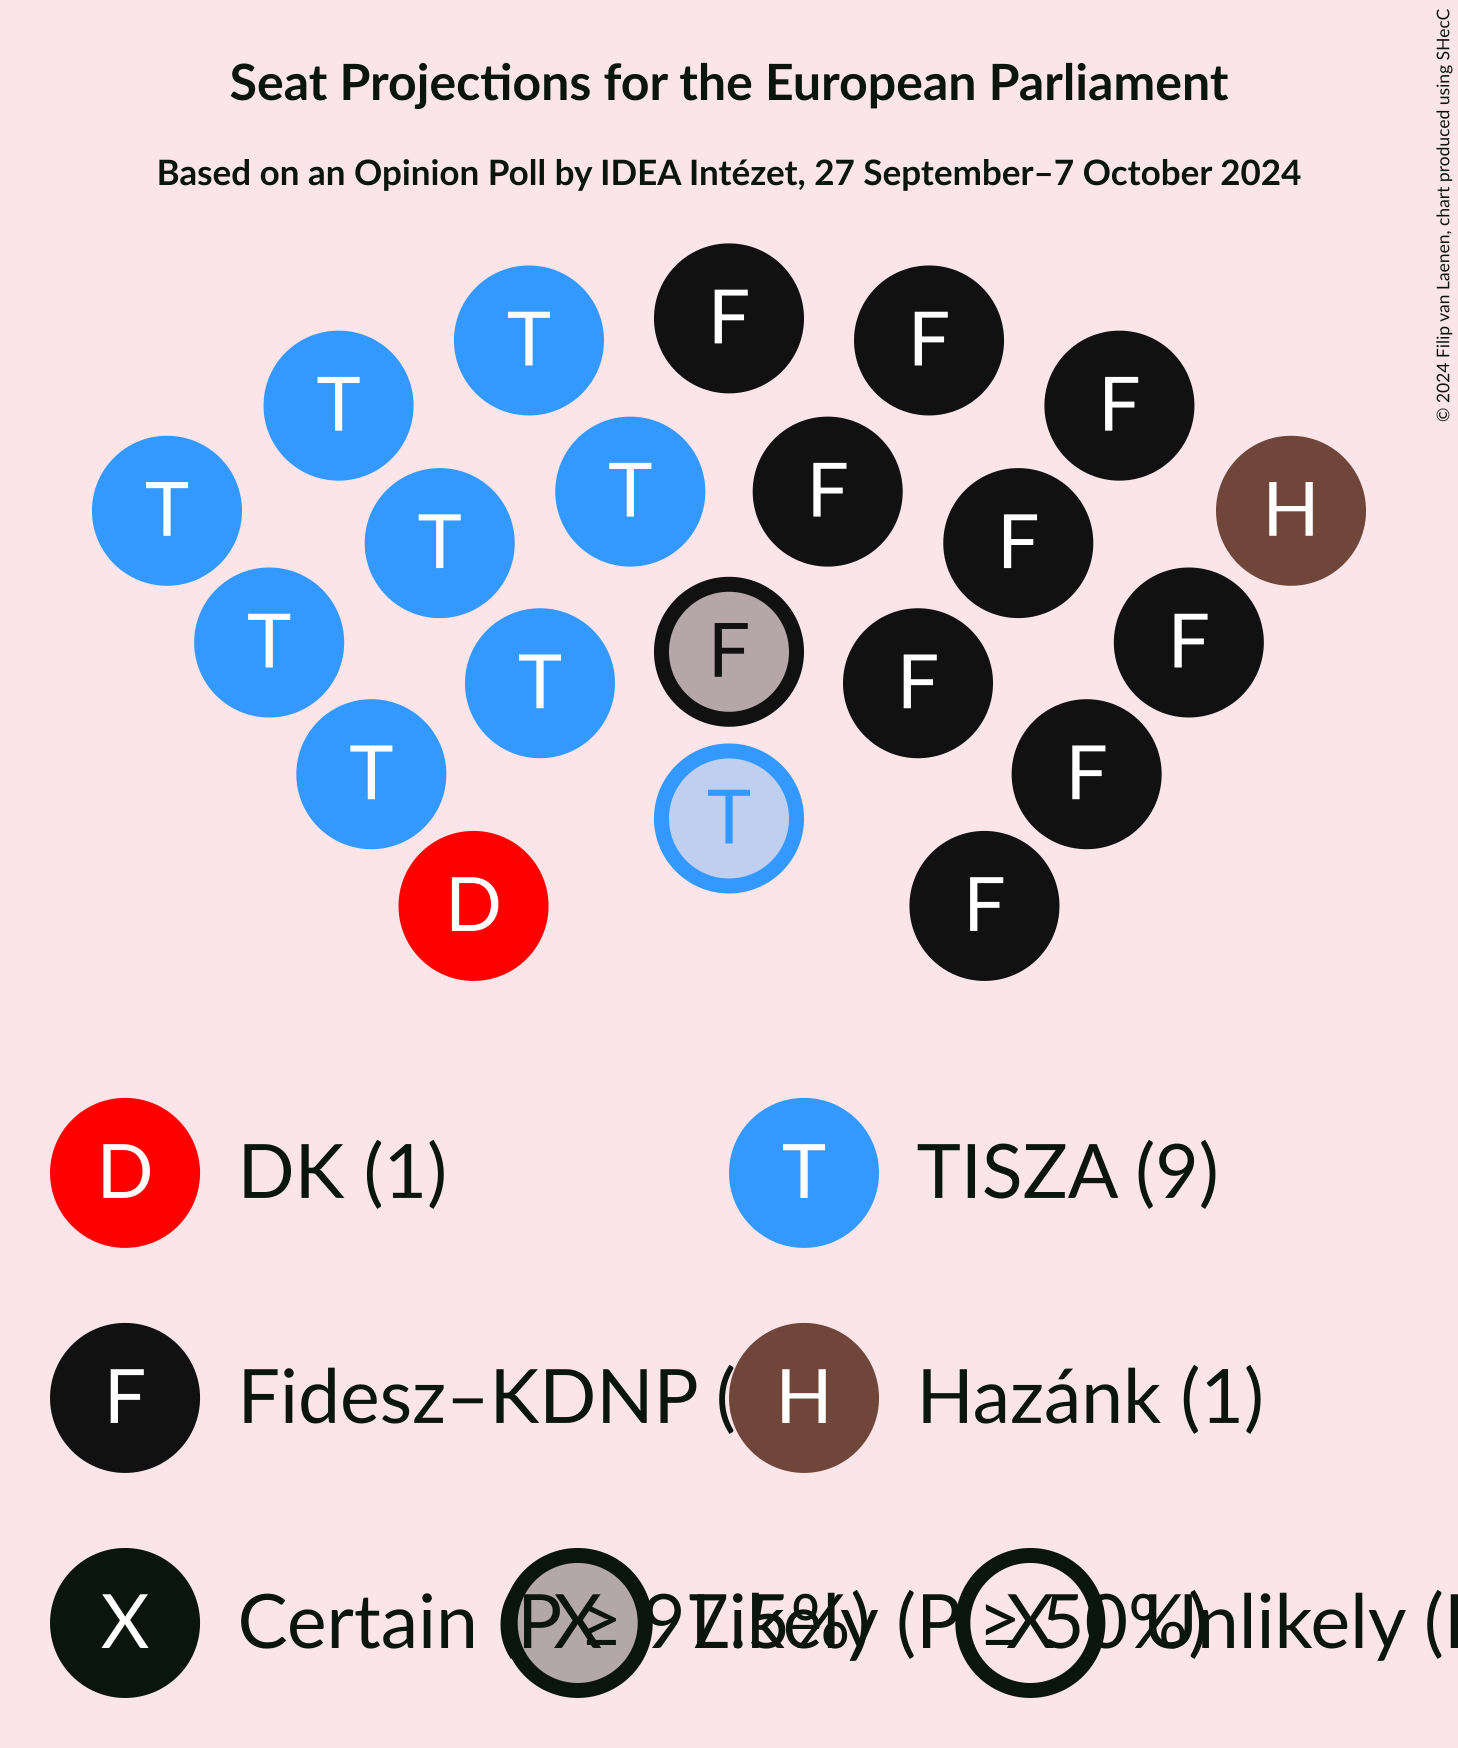 Seat Projections for the European Parliament
Based on an Opinion Poll by IDEA Intézet, 27 September–7 October 2024
© 2024 Filip van Laenen, chart produced using SHecC
F
T F
T F
T T F H
T F
T F F
T T F F
T F
T
D F
D DK (1) T TISZA (9)
F Fidesz–KDNP ( H Hazánk (1)
X Certain (P ≥ 97.5%) X Likely (P ≥ 50%) X Unlikely (